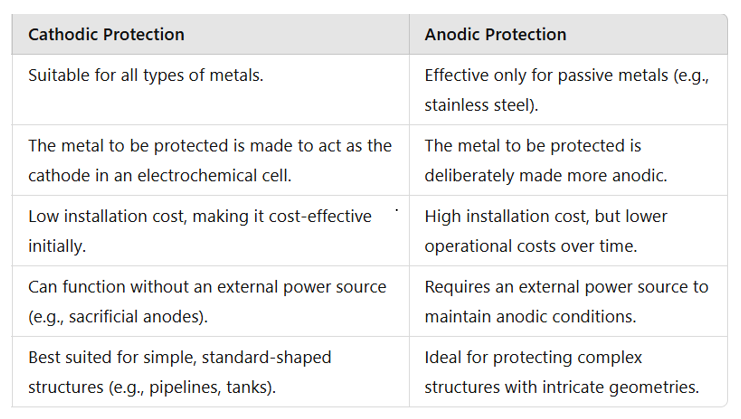 Cathodic Protection
Anodic Protection
Suitable for all types of metals.
Effective only for passive metals (e.g.,
stainless steel).
The metal to be protected is made to act as the
cathode in an electrochemical cell.
The metal to be protected is
deliberately made more anodic.
Low installation cost, making it cost-effective
initially.
High installation cost, but lower
operational costs over time.
Can function without an external power source
(e.g., sacrificial anodes).
Requires an external power source to
maintain anodic conditions.
Best suited for simple, standard-shaped
structures (e.g., pipelines, tanks).
Ideal for protecting complex
structures with intricate geometries.